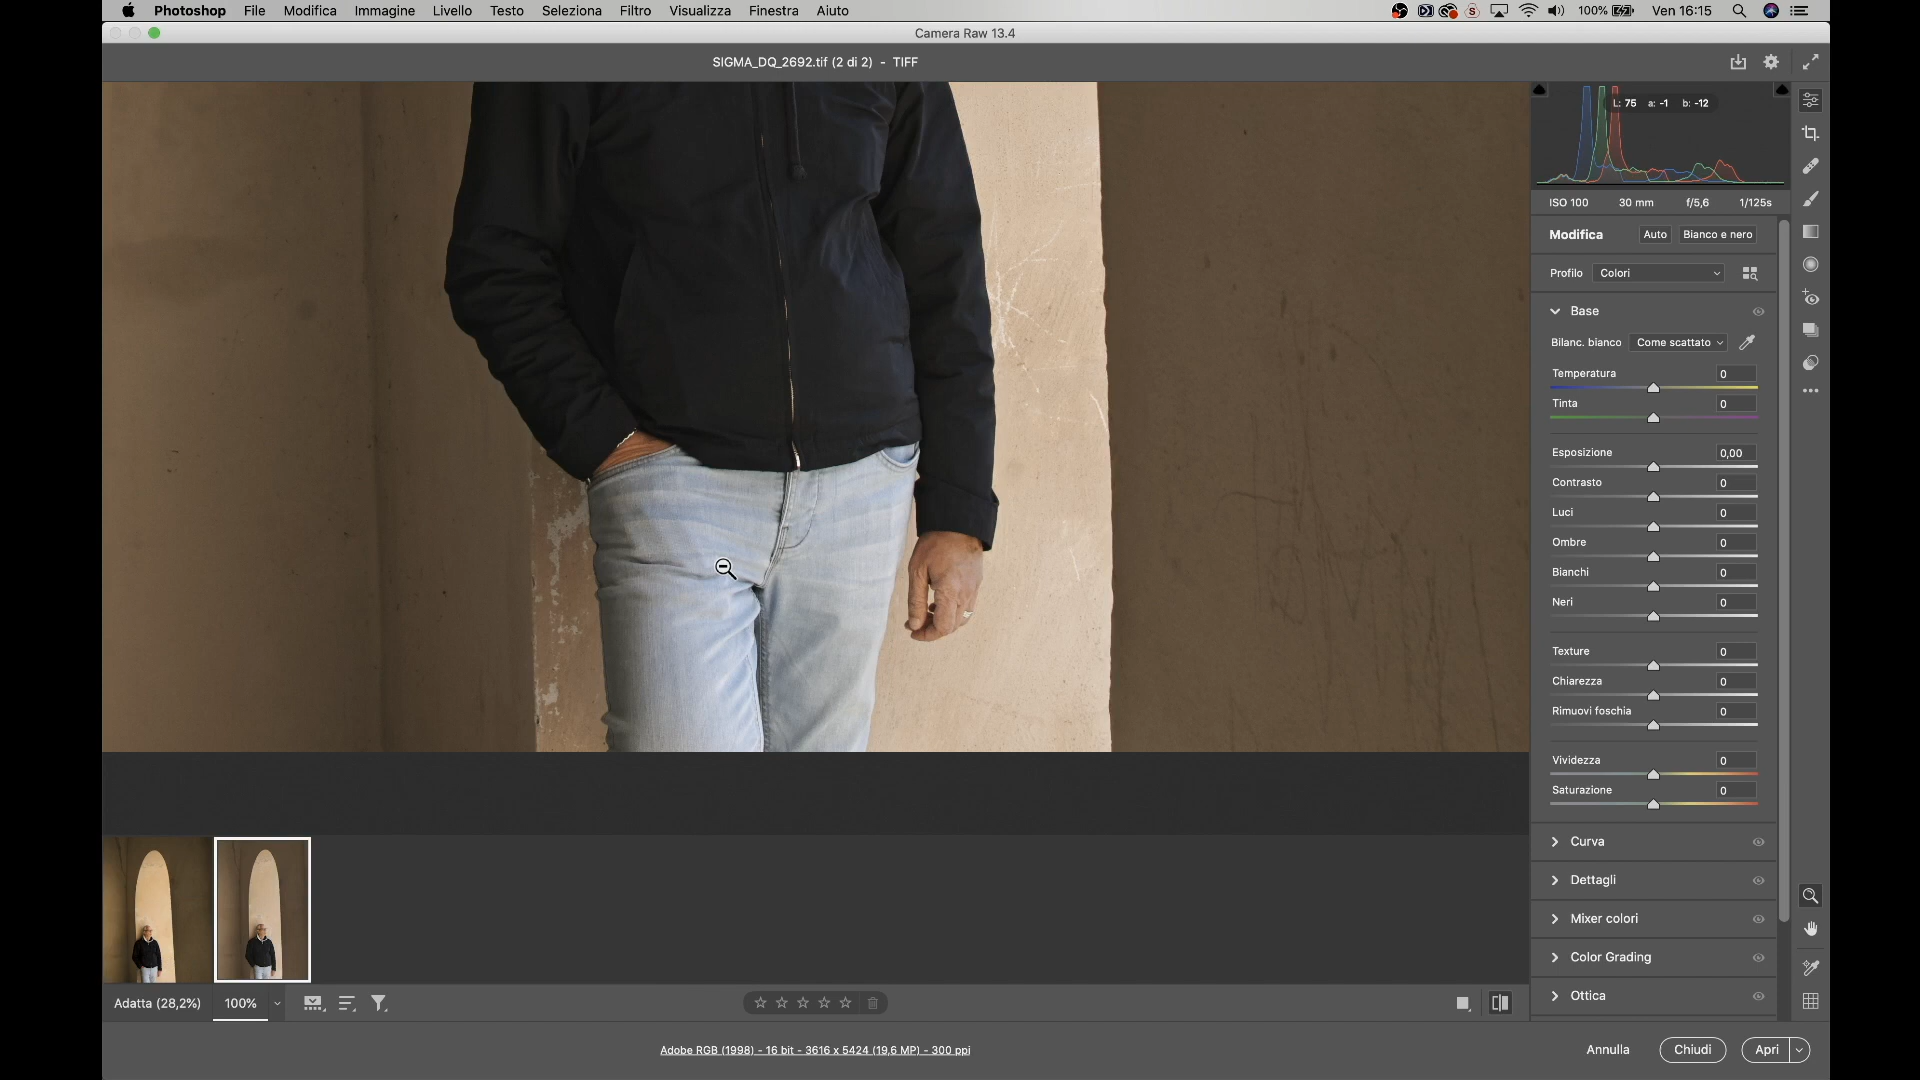 Photoshop File Modifica Immagine Livello Testo Seleziona Filtro Visualizza Finestra Aiuto 100% Ven 16:15
Camera Raw 13.4
SIGMA_DQ_2692.tif (2 di 2) - TIFF
L: 75 a: -1 b: -12
ISO 100 30 mm f/5,6 1/125s
Modifica Auto Bianco e nero
Profilo Colori
Base
Bilanc. bianco Come scattato
Temperatura 0
Tinta 0
Esposizione 0,00
Contrasto 0
Luci 0
Ombre 0
Bianchi 0
Neri 0
Texture 0
Chiarezza 0
Rimuovi foschia 0
Vividezza 0
Saturazione 0
Curva
Dettagli
Mixer colori
Color Grading
Ottica
Adatta (28,2%) 100%
Adobe RGB (1998) - 16 bit - 3616 x 5424 (19,6 MP) - 300 ppi
Annulla Chiudi Apri